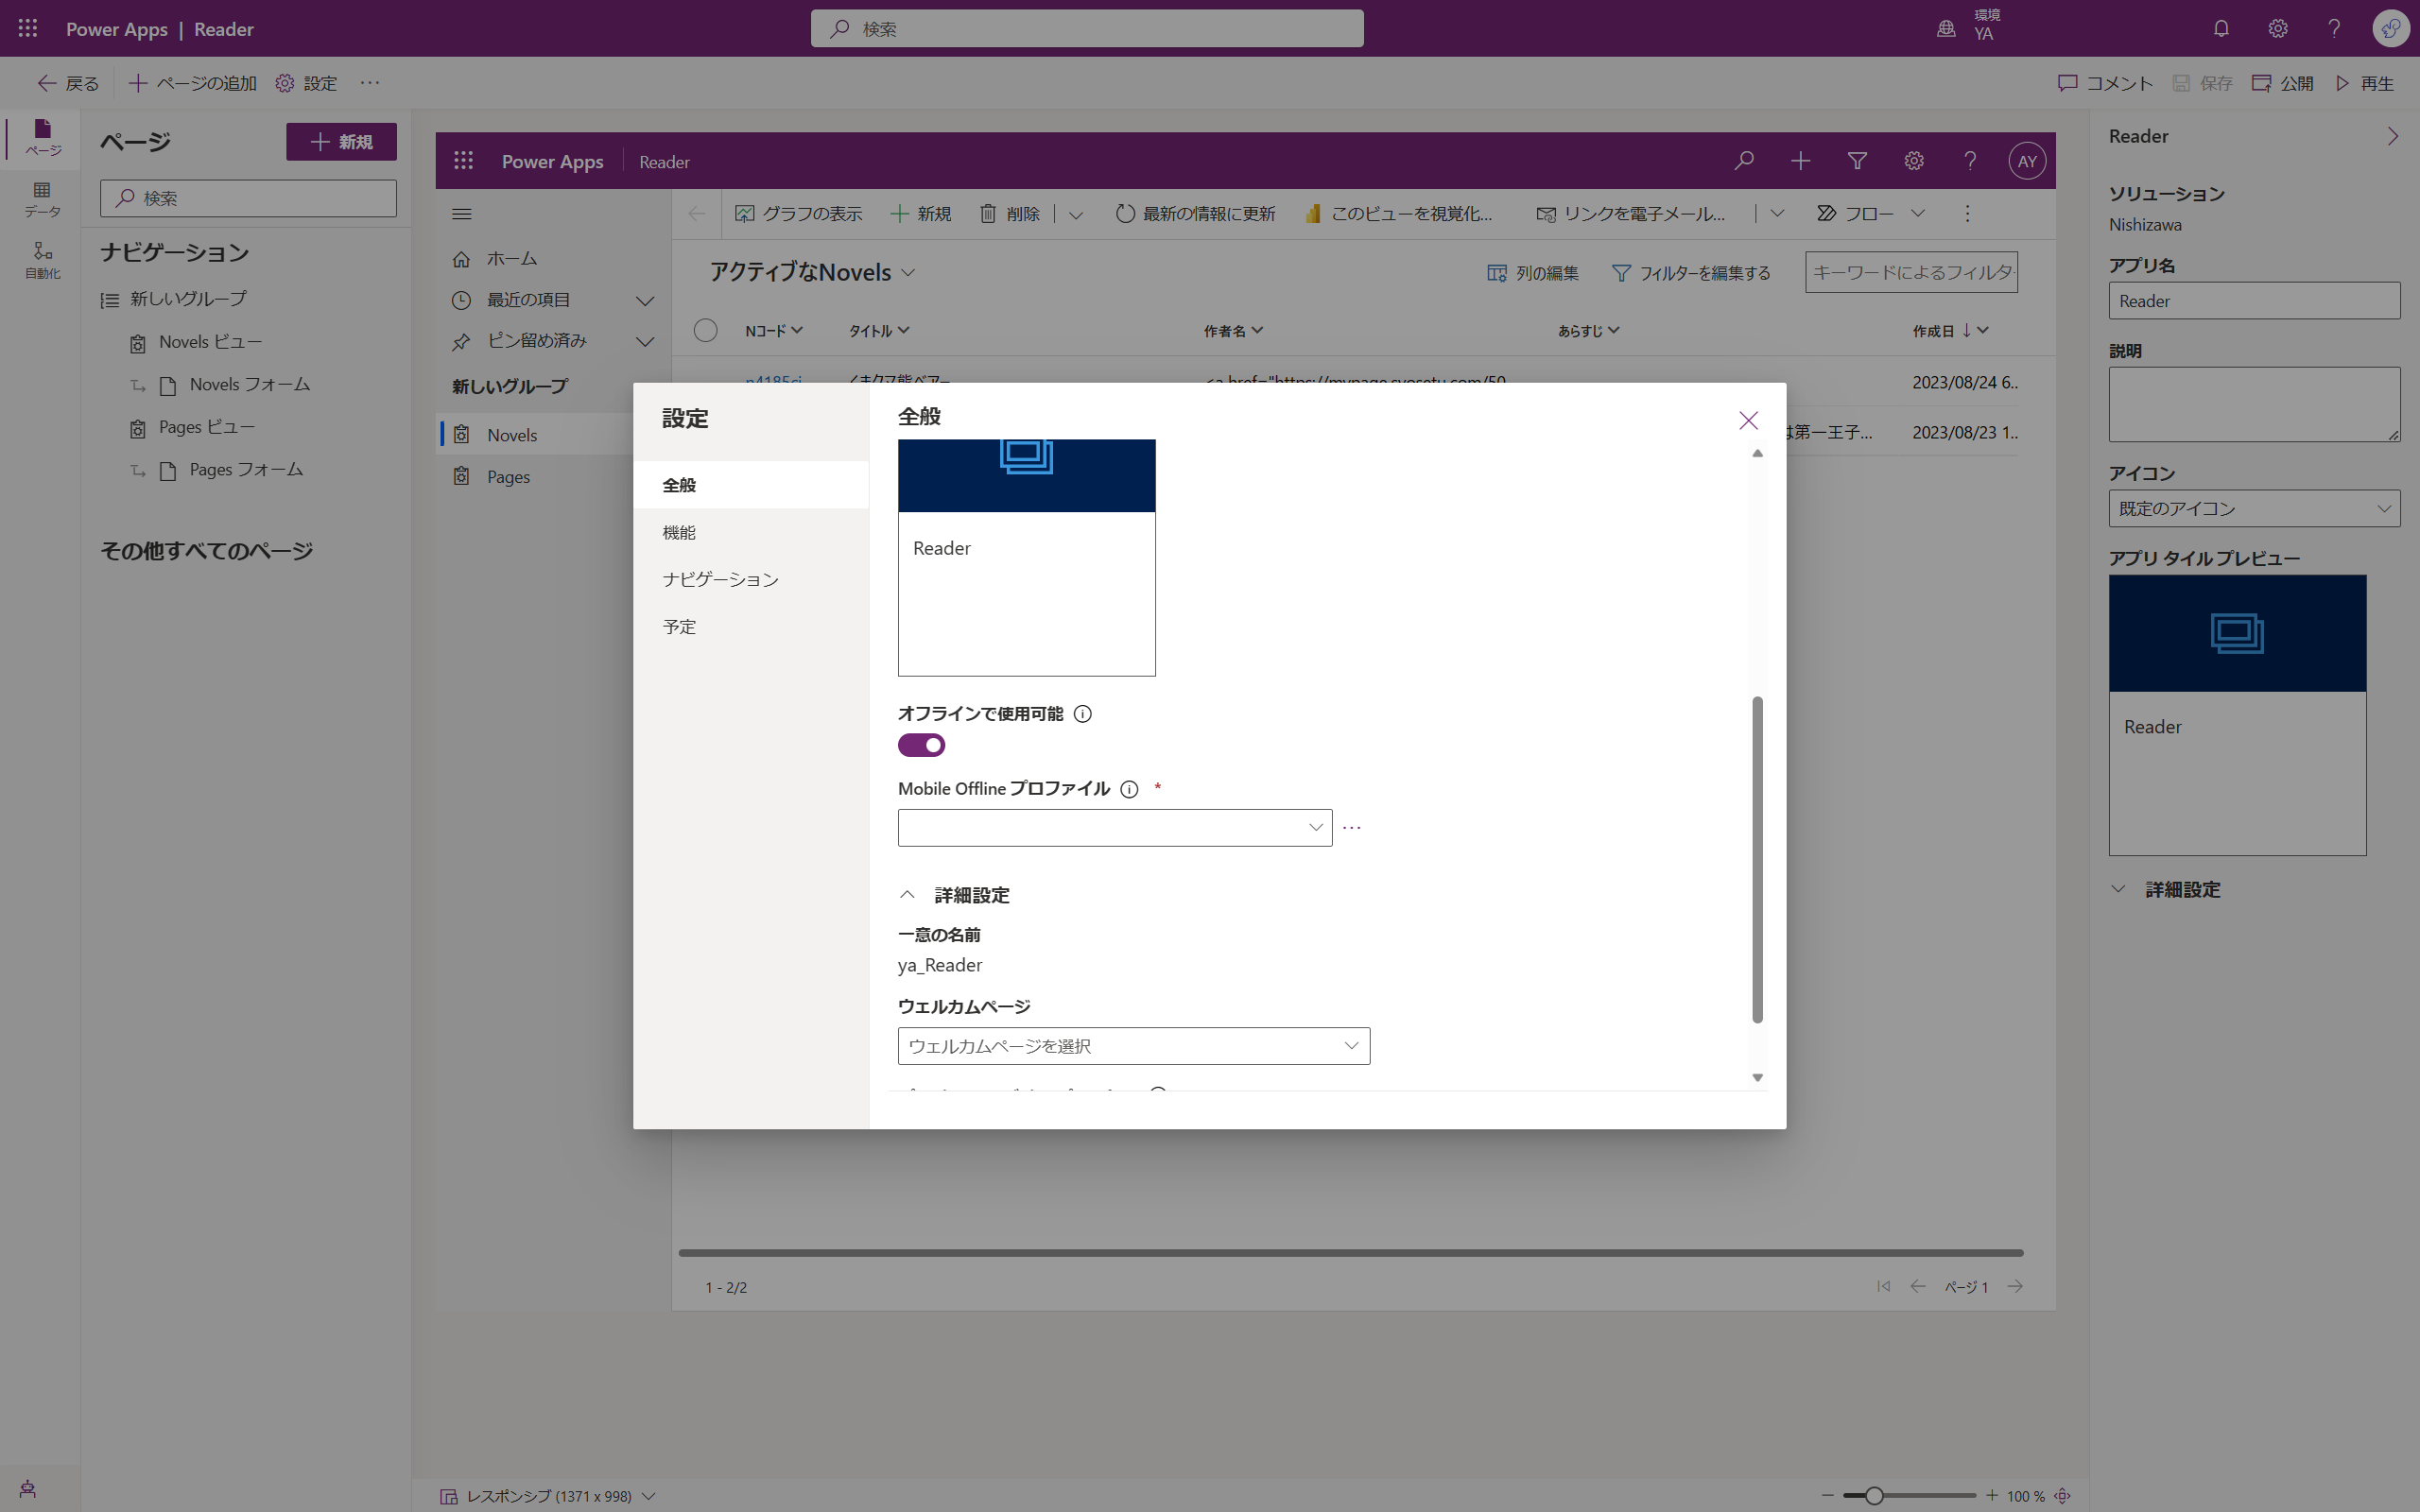 Power Apps | Reader
検索
環境
YA
戻る
ページの追加
設定
コメント
保存
公開
再生
ページ
データ
自動化
ページ
新規
検索
ナビゲーション
新しいグループ
Novels ビュー
Novels フォーム
Pages ビュー
Pages フォーム
その他すべてのページ
Power Apps
Reader
AY
ホーム
最近の項目
ピン留め済み
新しいグループ
Novels
Pages
グラフの表示
新規
削除
最新の情報に更新
このビューを視覚化...
リンクを電子メール...
フロー
アクティブなNovels
列の編集
フィルターを編集する
キーワードによるフィルター
Nコード
タイトル
作者名
あらすじ
作成日
n4185ci
くまクマ熊ベアー
<a href="https://mypage.syosetu.com/50
2023/08/24 6..
は第一王子...
2023/08/23 1..
設定
全般
機能
ナビゲーション
予定
全般
Reader
オフラインで使用可能
Mobile Offline プロファイル *
詳細設定
一意の名前
ya_Reader
ウェルカムページ
ウェルカムページを選択
1 - 2/2
ページ 1
レスポンシブ (1371 x 998)
100 %
Reader
ソリューション
Nishizawa
アプリ名
Reader
説明
アイコン
既定のアイコン
アプリ タイル プレビュー
Reader
詳細設定